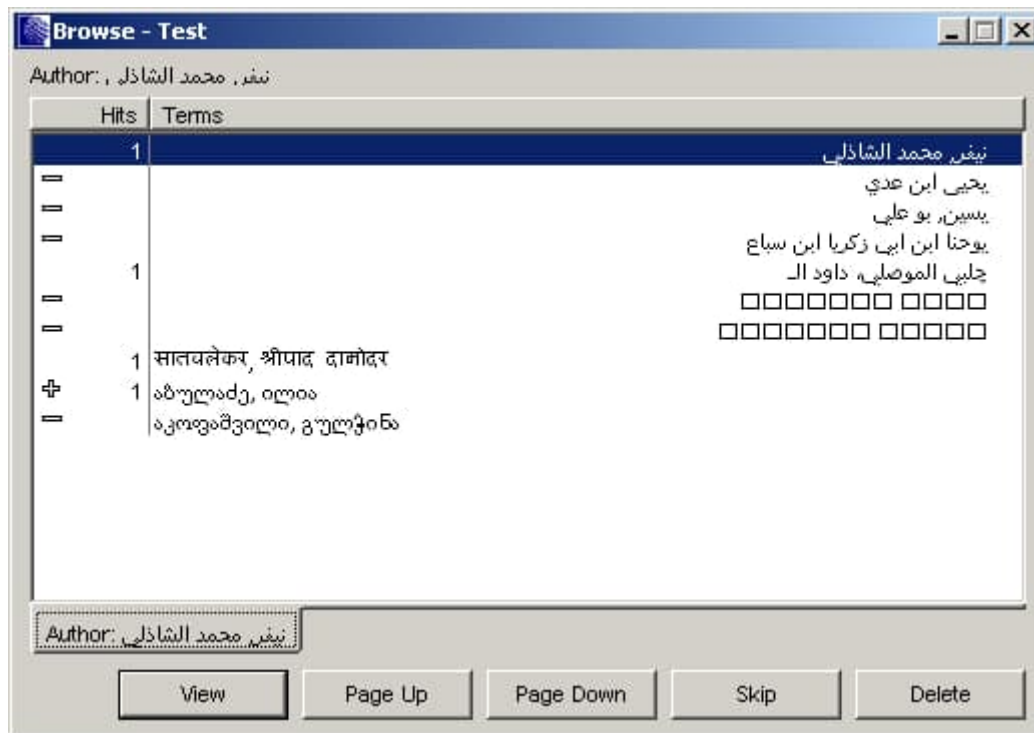 Browse - Test
Author: نيفر, محمد الشاذلي
Hits Terms
1 نيفر, محمد الشاذلي
يحيى ابن عدي
يسين, بو علي
يوحنا ابن ابي زكريا ابن سباع
1 چلبي الموصلي، داود الـ
□□□□□□□ □□□□
□□□□□□□ □□□□□
1 सातवलेकर, श्रीपाद दामोदर
1 აბულაძე, ილია
აკოფაშვილი, გულჭინა
Author: نيفر, محمد الشاذلي
View Page Up Page Down Skip Delete